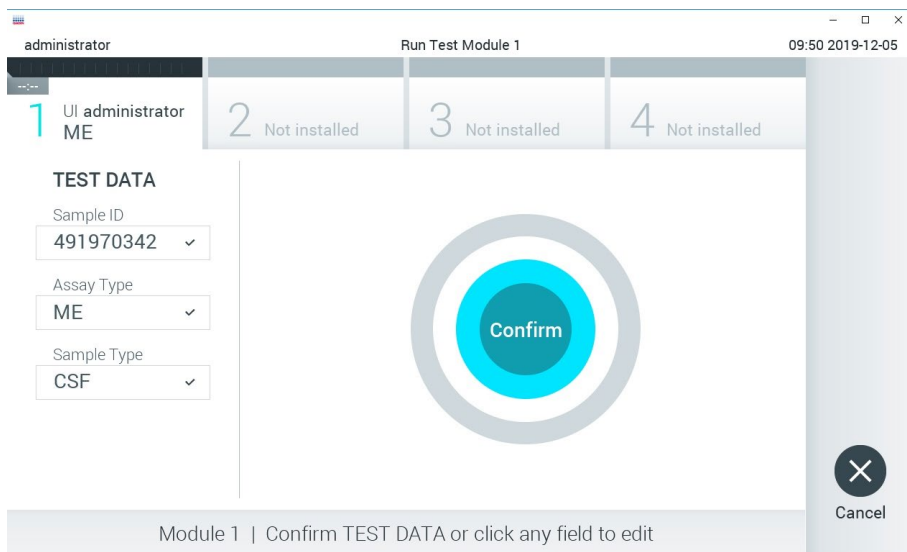 administrator
Run Test Module 1
09:50 2019-12-05
--:--
1 UI administrator
ME
2 Not installed
3 Not installed
4 Not installed
TEST DATA
Sample ID
491970342
Assay Type
ME
Sample Type
CSF
Confirm
Cancel
Module 1 | Confirm TEST DATA or click any field to edit